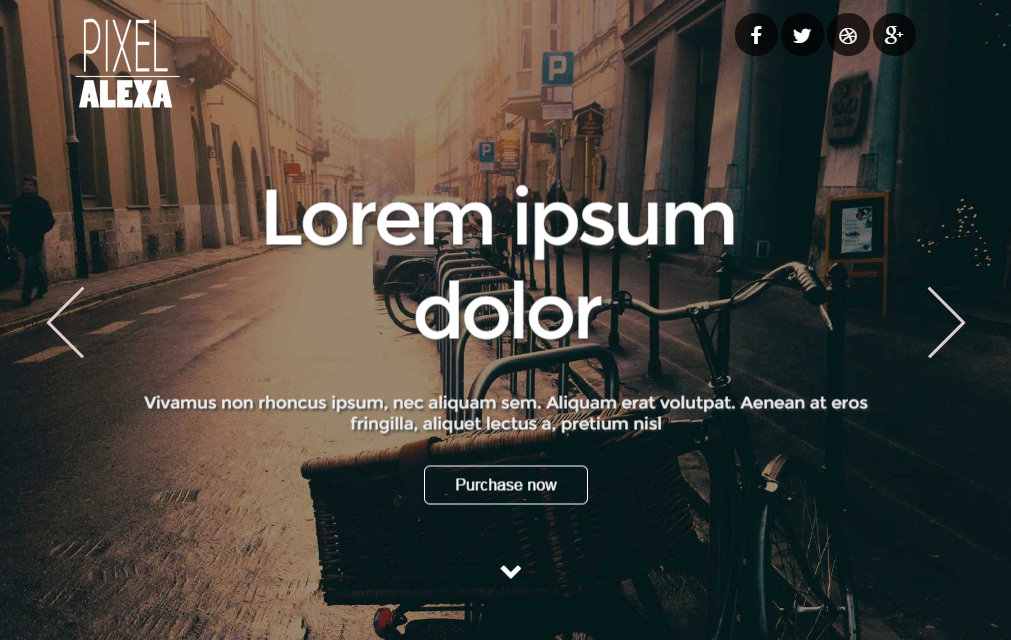 PIXEL
ALEXA
P
P
Lorem ipsum
dolor
Vivamus non rhoncus ipsum, nec aliquam sem. Aliquam erat volutpat. Aenean at eros
fringilla, aliquet lectus a, pretium nisl
Purchase now